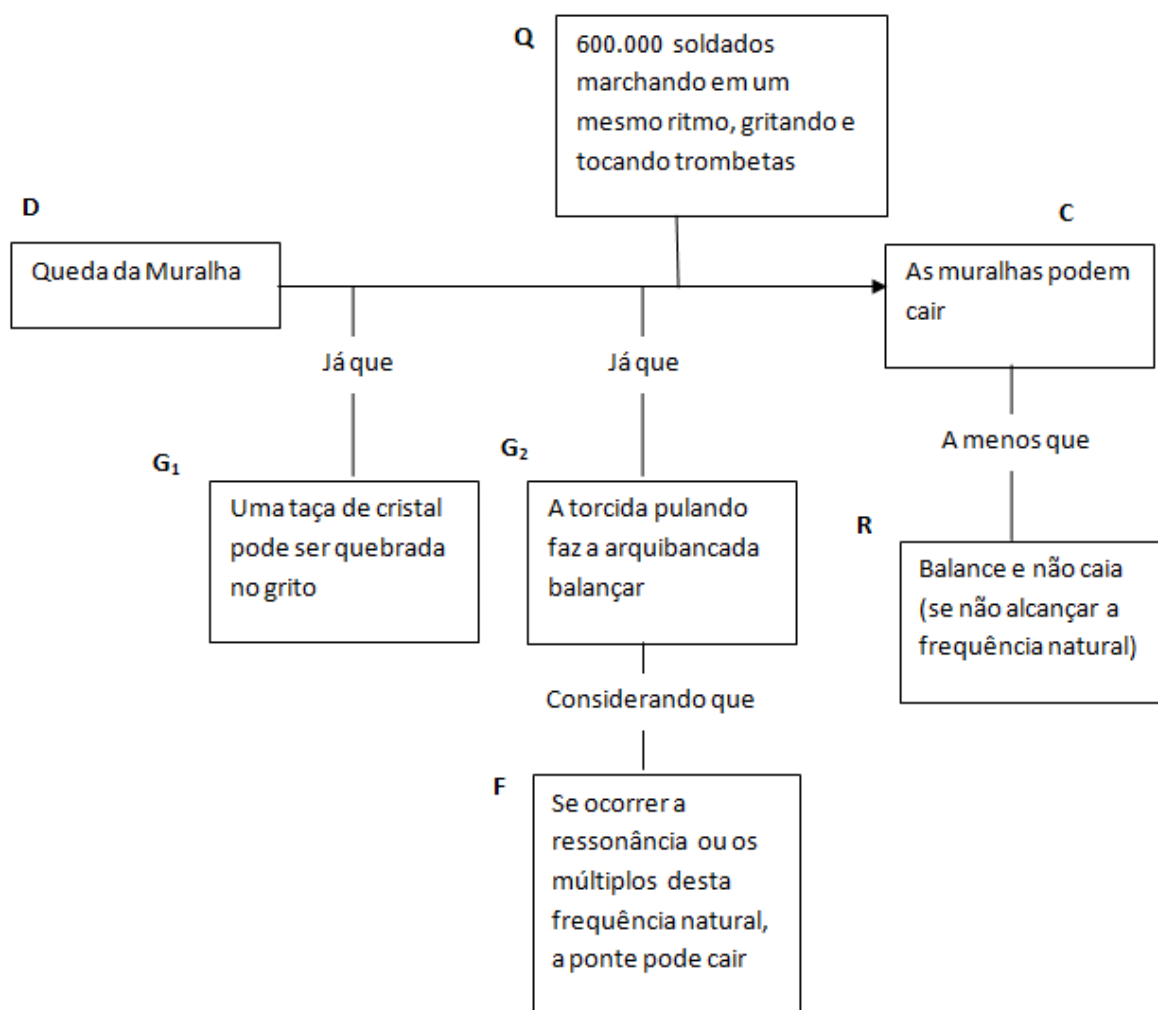 Q
600.000 soldados
marchando em um
mesmo ritmo, gritando e
tocando trombetas
D
Queda da Muralha
C
As muralhas podem
cair
Já que
Já que
A menos que
G₁
Uma taça de cristal
pode ser quebrada
no grito
G₂
A torcida pulando
faz a arquibancada
balançar
R
Balance e não caia
(se não alcançar a
frequência natural)
Considerando que
F
Se ocorrer a
ressonância ou os
múltiplos desta
frequência natural,
a ponte pode cair